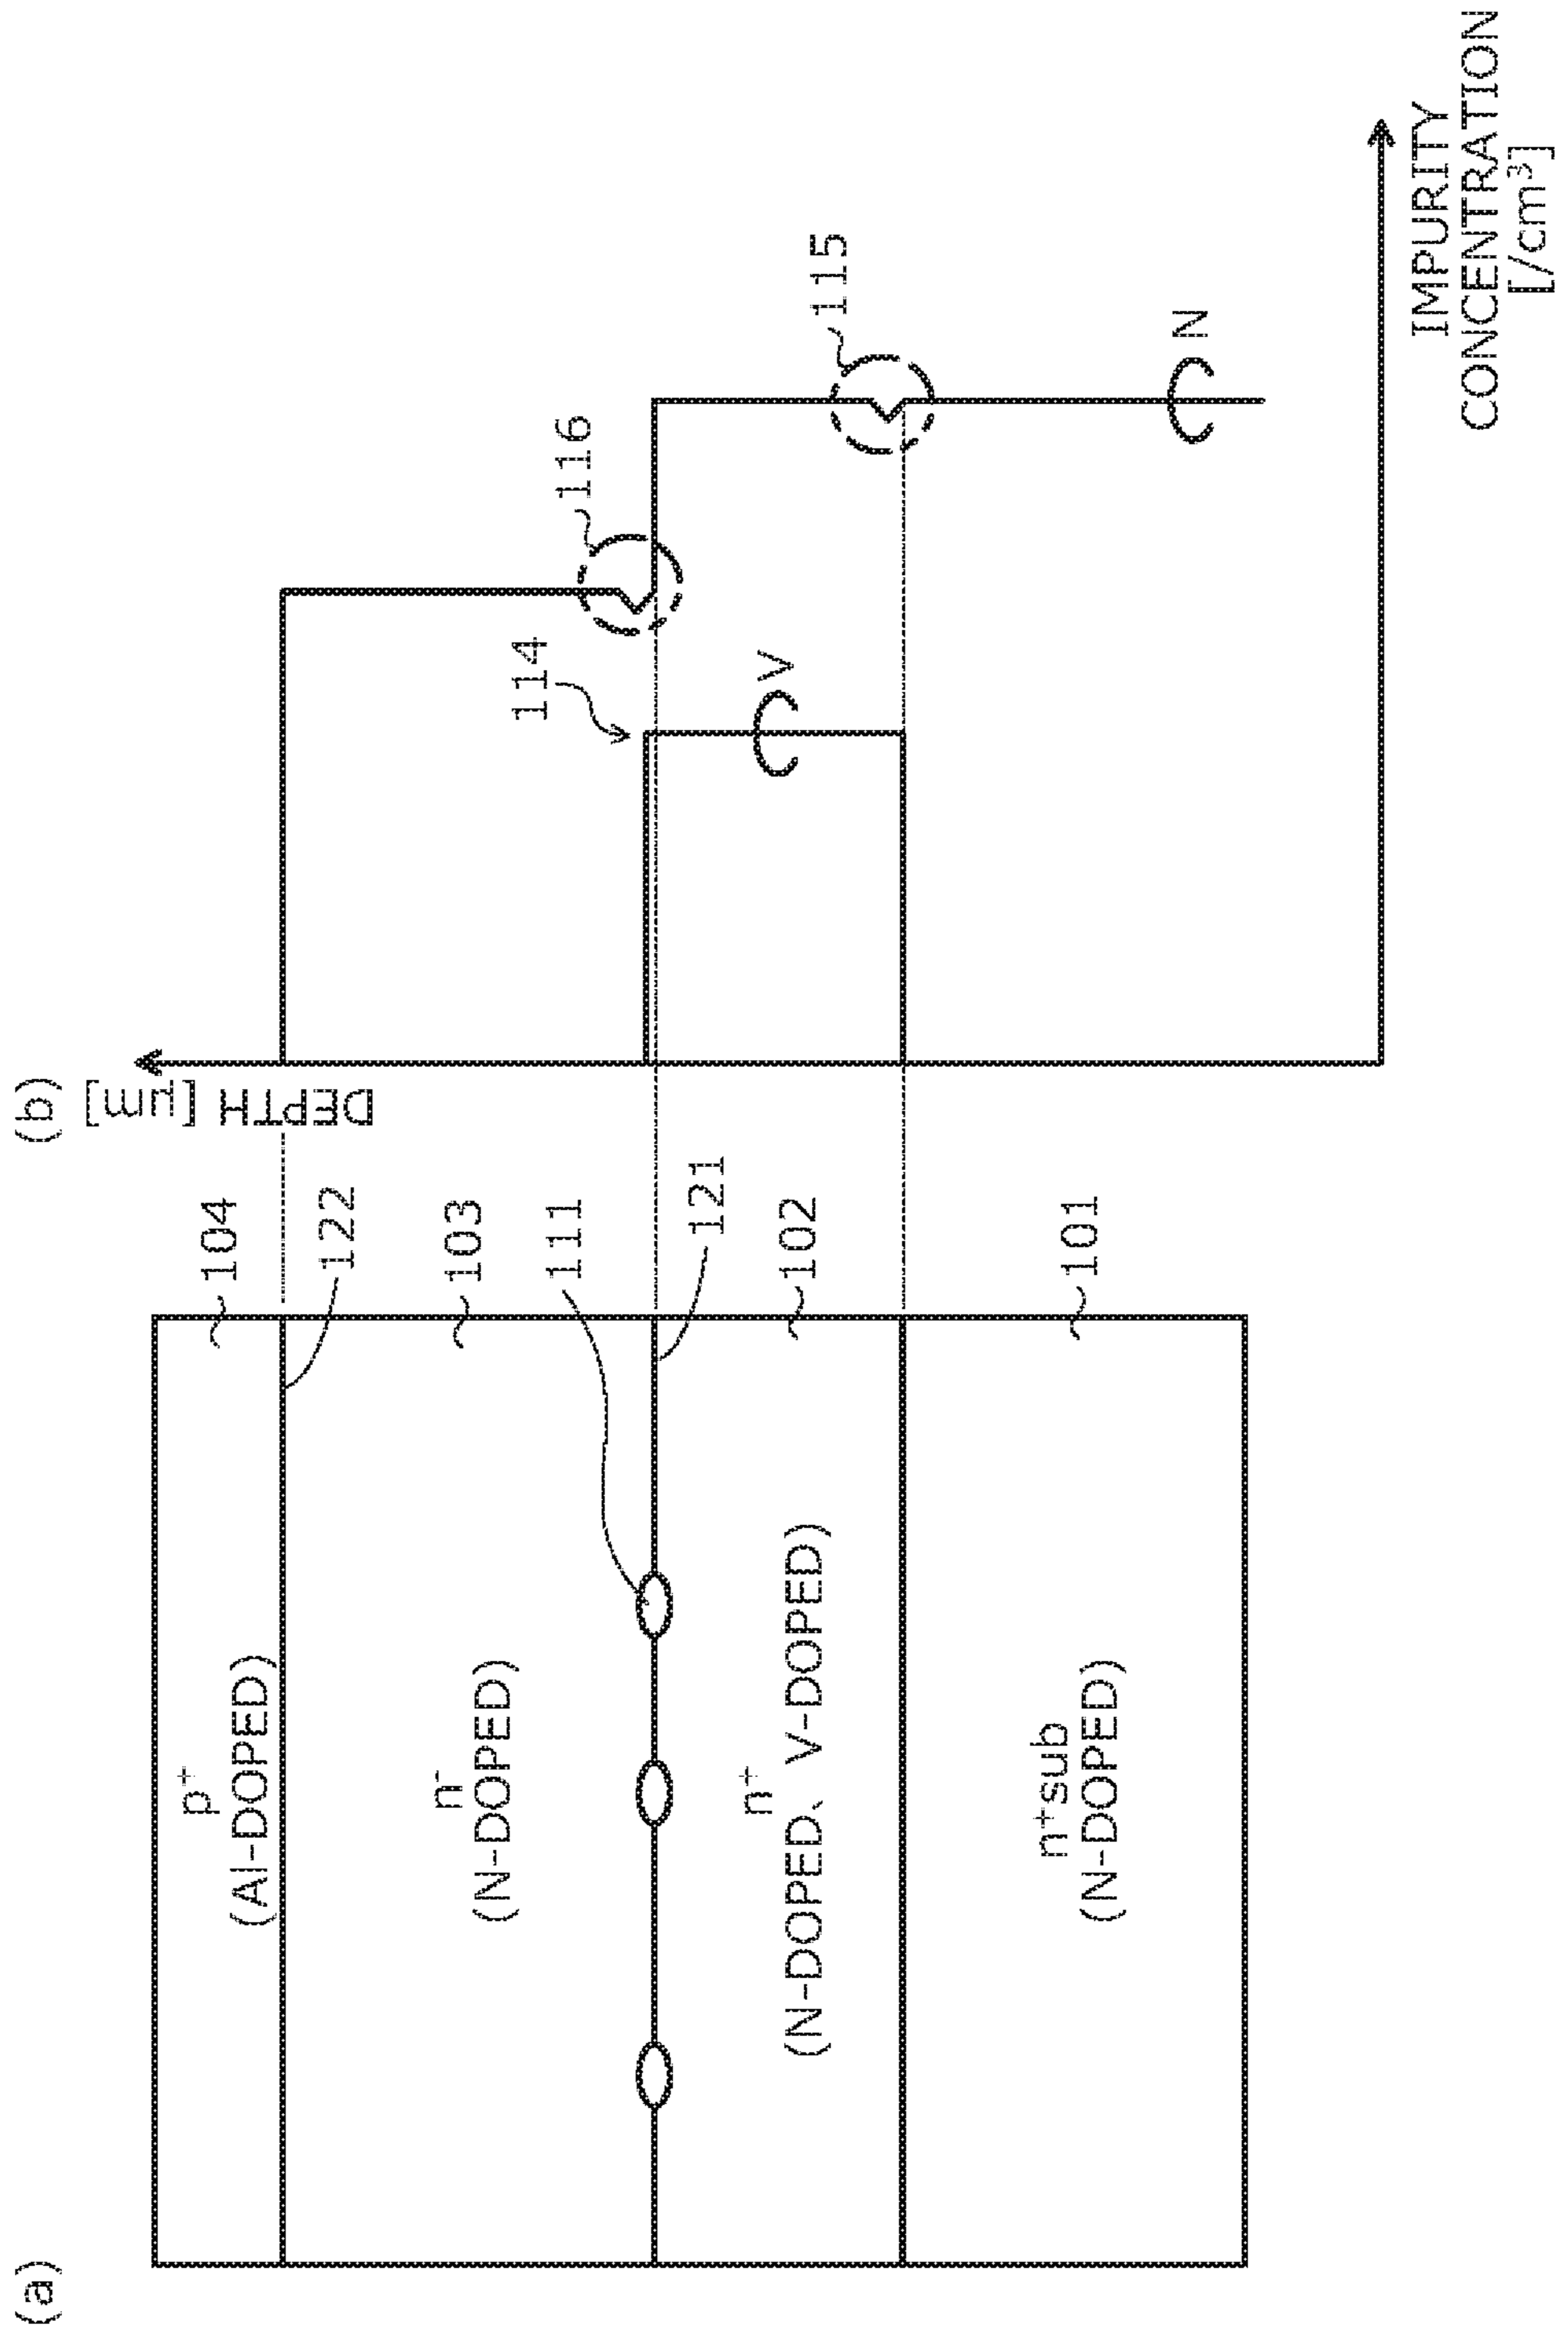 (a)
p⁺
(Al-DOPED)
104
122
n⁻
(N-DOPED)
103
111
121
n⁺
(N-DOPED、V-DOPED)
102
n⁺sub
(N-DOPED)
101
(b)
DEPTH [μm]
114
116
V
115
N
IMPURITY
CONCENTRATION
[/cm³]